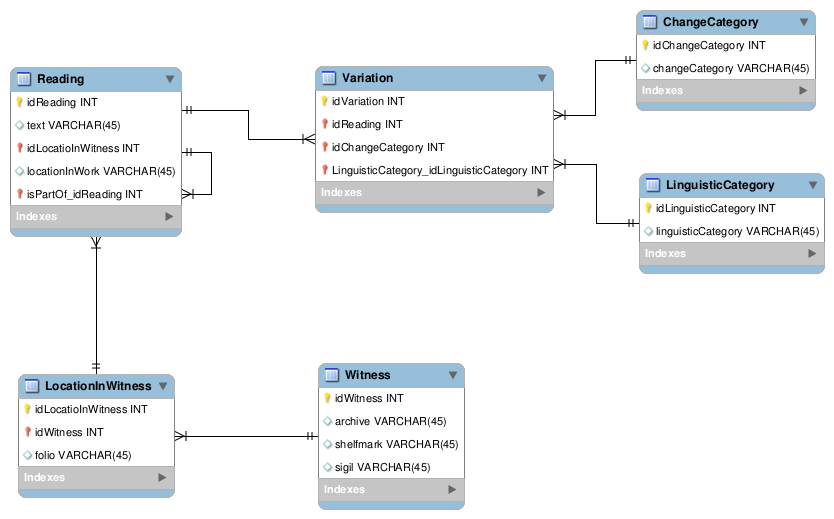 Reading
idReading INT
text VARCHAR(45)
idLocatioInWitness INT
locationInWork VARCHAR(45)
isPartOf_idReading INT
Indexes
Variation
idVariation INT
idReading INT
idChangeCategory INT
LinguisticCategory_idLinguisticCategory INT
Indexes
ChangeCategory
idChangeCategory INT
changeCategory VARCHAR(45)
Indexes
LinguisticCategory
idLinguisticCategory INT
linguisticCategory VARCHAR(45)
Indexes
LocationInWitness
idLocatioInWitness INT
idWitness INT
folio VARCHAR(45)
Indexes
Witness
idWitness INT
archive VARCHAR(45)
shelfmark VARCHAR(45)
sigil VARCHAR(45)
Indexes